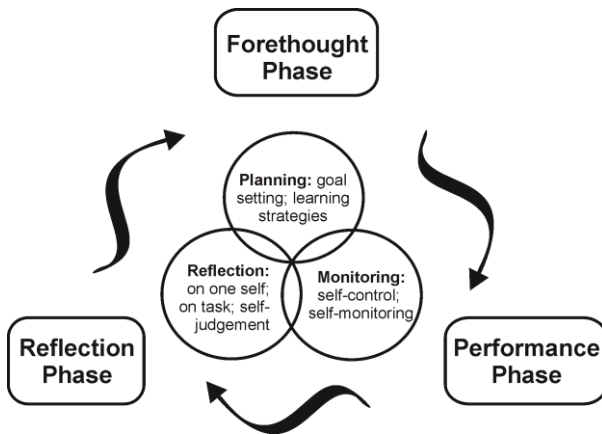 Forethought
Phase
Planning: goal
setting; learning
strategies
Reflection:
on one self;
on task; self-
judgement
Monitoring:
self-control;
self-monitoring
Reflection
Phase
Performance
Phase